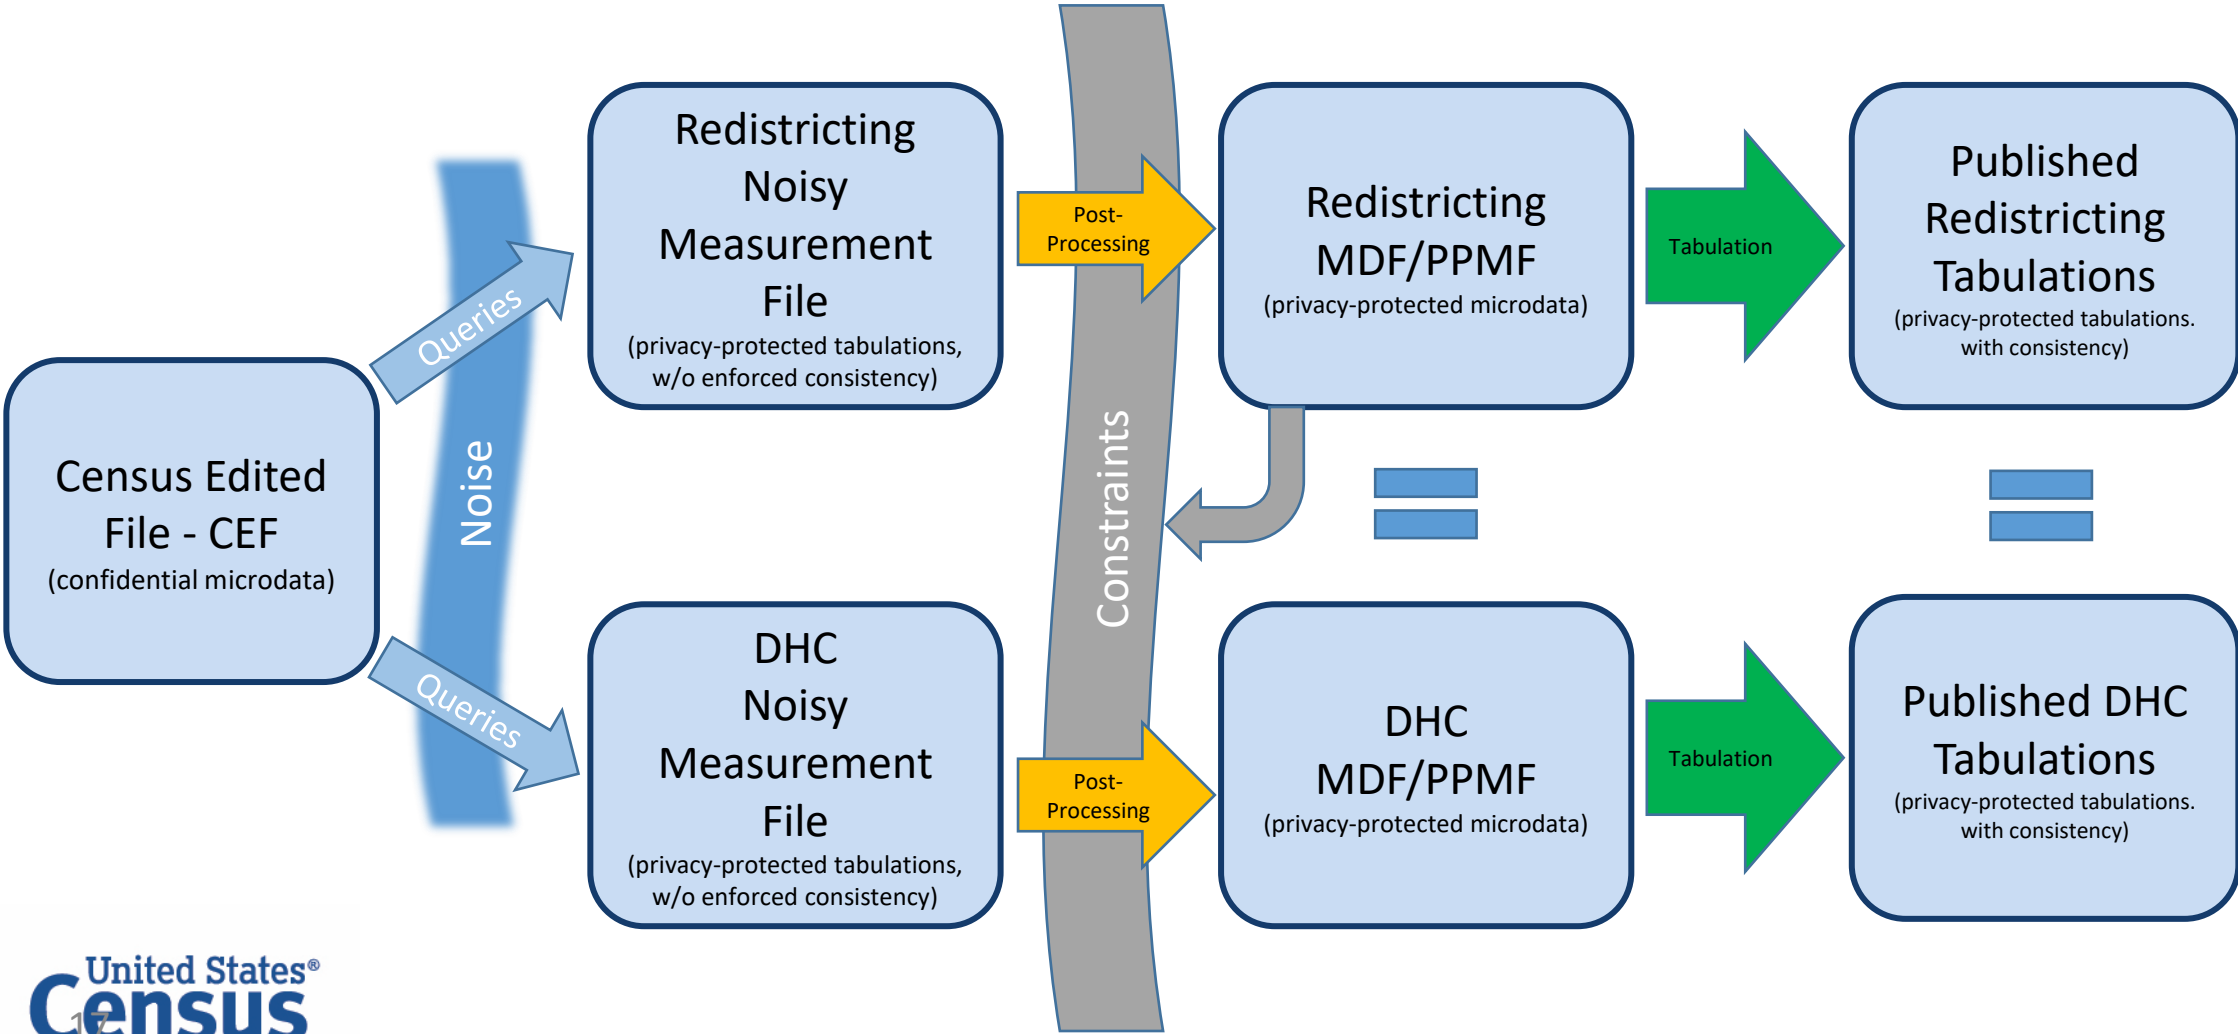 Census Edited
File - CEF
(confidential microdata)
Queries
Queries
Noise
Redistricting
Noisy
Measurement
File
(privacy-protected tabulations,
w/o enforced consistency)
DHC
Noisy
Measurement
File
(privacy-protected tabulations,
w/o enforced consistency)
Post-
Processing
Post-
Processing
Constraints
Redistricting
MDF/PPMF
(privacy-protected microdata)
DHC
MDF/PPMF
(privacy-protected microdata)
Tabulation
Tabulation
Published
Redistricting
Tabulations
(privacy-protected tabulations.
with consistency)
Published DHC
Tabulations
(privacy-protected tabulations.
with consistency)
United States®
Census
17